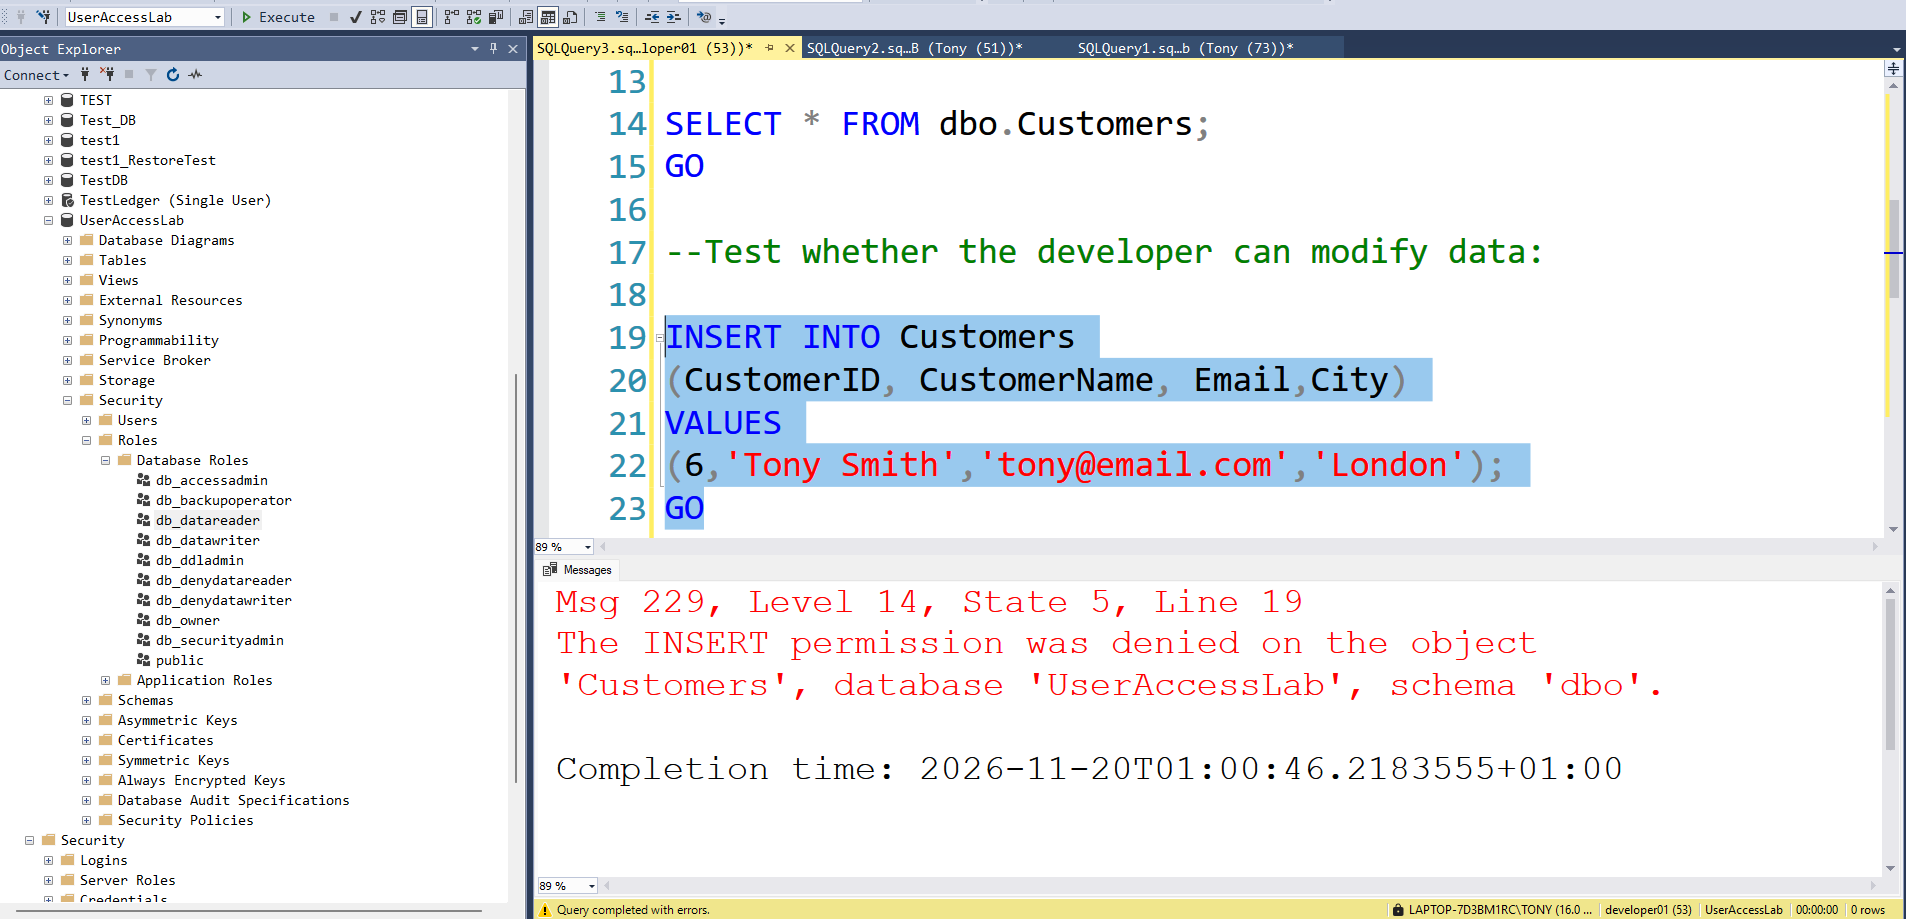 UserAccessLab
Execute
Object Explorer
Connect
TEST
Test_DB
test1
test1_RestoreTest
TestDB
TestLedger (Single User)
UserAccessLab
Database Diagrams
Tables
Views
External Resources
Synonyms
Programmability
Service Broker
Storage
Security
Users
Roles
Database Roles
db_accessadmin
db_backupoperator
db_datareader
db_datawriter
db_ddladmin
db_denydatareader
db_denydatawriter
db_owner
db_securityadmin
public
Application Roles
Schemas
Asymmetric Keys
Certificates
Symmetric Keys
Always Encrypted Keys
Database Audit Specifications
Security Policies
Security
Logins
Server Roles
Credentials
SQLQuery3.sq...loper01 (53))*
SQLQuery2.sq...B (Tony (51))*
SQLQuery1.sq...b (Tony (73))*
13
14 SELECT * FROM dbo.Customers;
15 GO
16
17 --Test whether the developer can modify data:
18
19 INSERT INTO Customers
20 (CustomerID, CustomerName, Email,City)
21 VALUES
22 (6,'Tony Smith','tony@email.com','London');
23 GO
89 %
Messages
Msg 229, Level 14, State 5, Line 19
The INSERT permission was denied on the object
'Customers', database 'UserAccessLab', schema 'dbo'.
Completion time: 2026-11-20T01:00:46.2183555+01:00
89 %
Query completed with errors.
LAPTOP-7D3BM1RC\TONY (16.0 ...
developer01 (53)
UserAccessLab
00:00:00
0 rows